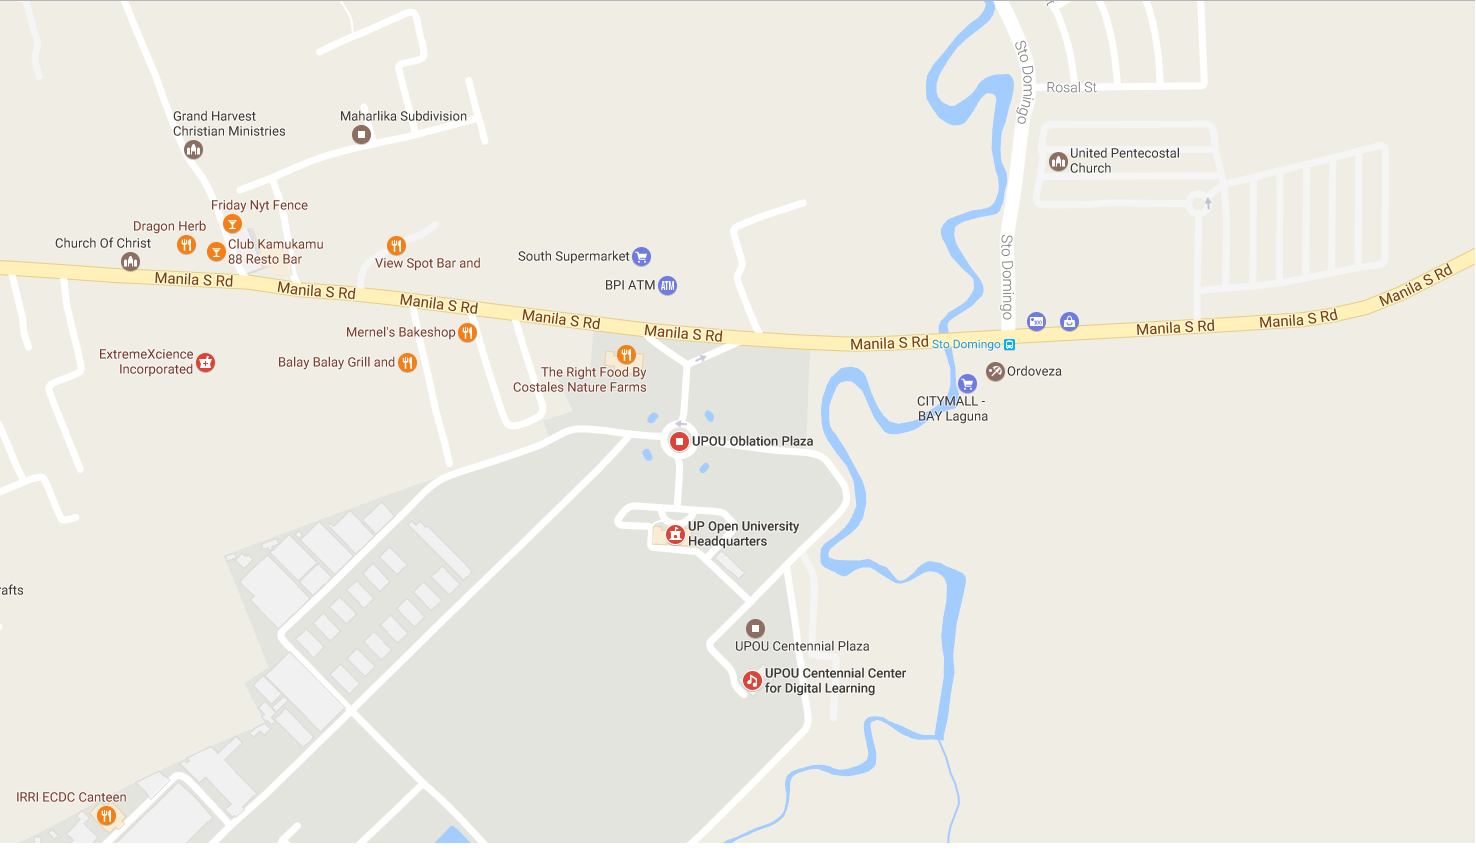 Sto Domingo
Rosal St
Grand Harvest
Christian Ministries
Maharlika Subdivision
United Pentecostal
Church
Friday Nyt Fence
Dragon Herb
Church Of Christ
Club Kamukamu
88 Resto Bar
View Spot Bar and
South Supermarket
BPI ATM
ATM
Sto Domingo
Manila S Rd
Manila S Rd
Manila S Rd
Manila S Rd
Manila S Rd
Manila S Rd
Manila S Rd
Manila S Rd
Manila S Rd
Sto Domingo
Mernel's Bakeshop
ExtremeXcience
Incorporated
Balay Balay Grill and
The Right Food By
Costales Nature Farms
Ordoveza
CITYMALL -
BAY Laguna
UPOU Oblation Plaza
UP Open University
Headquarters
rafts
UPOU Centennial Plaza
UPOU Centennial Center
for Digital Learning
IRRI ECDC Canteen